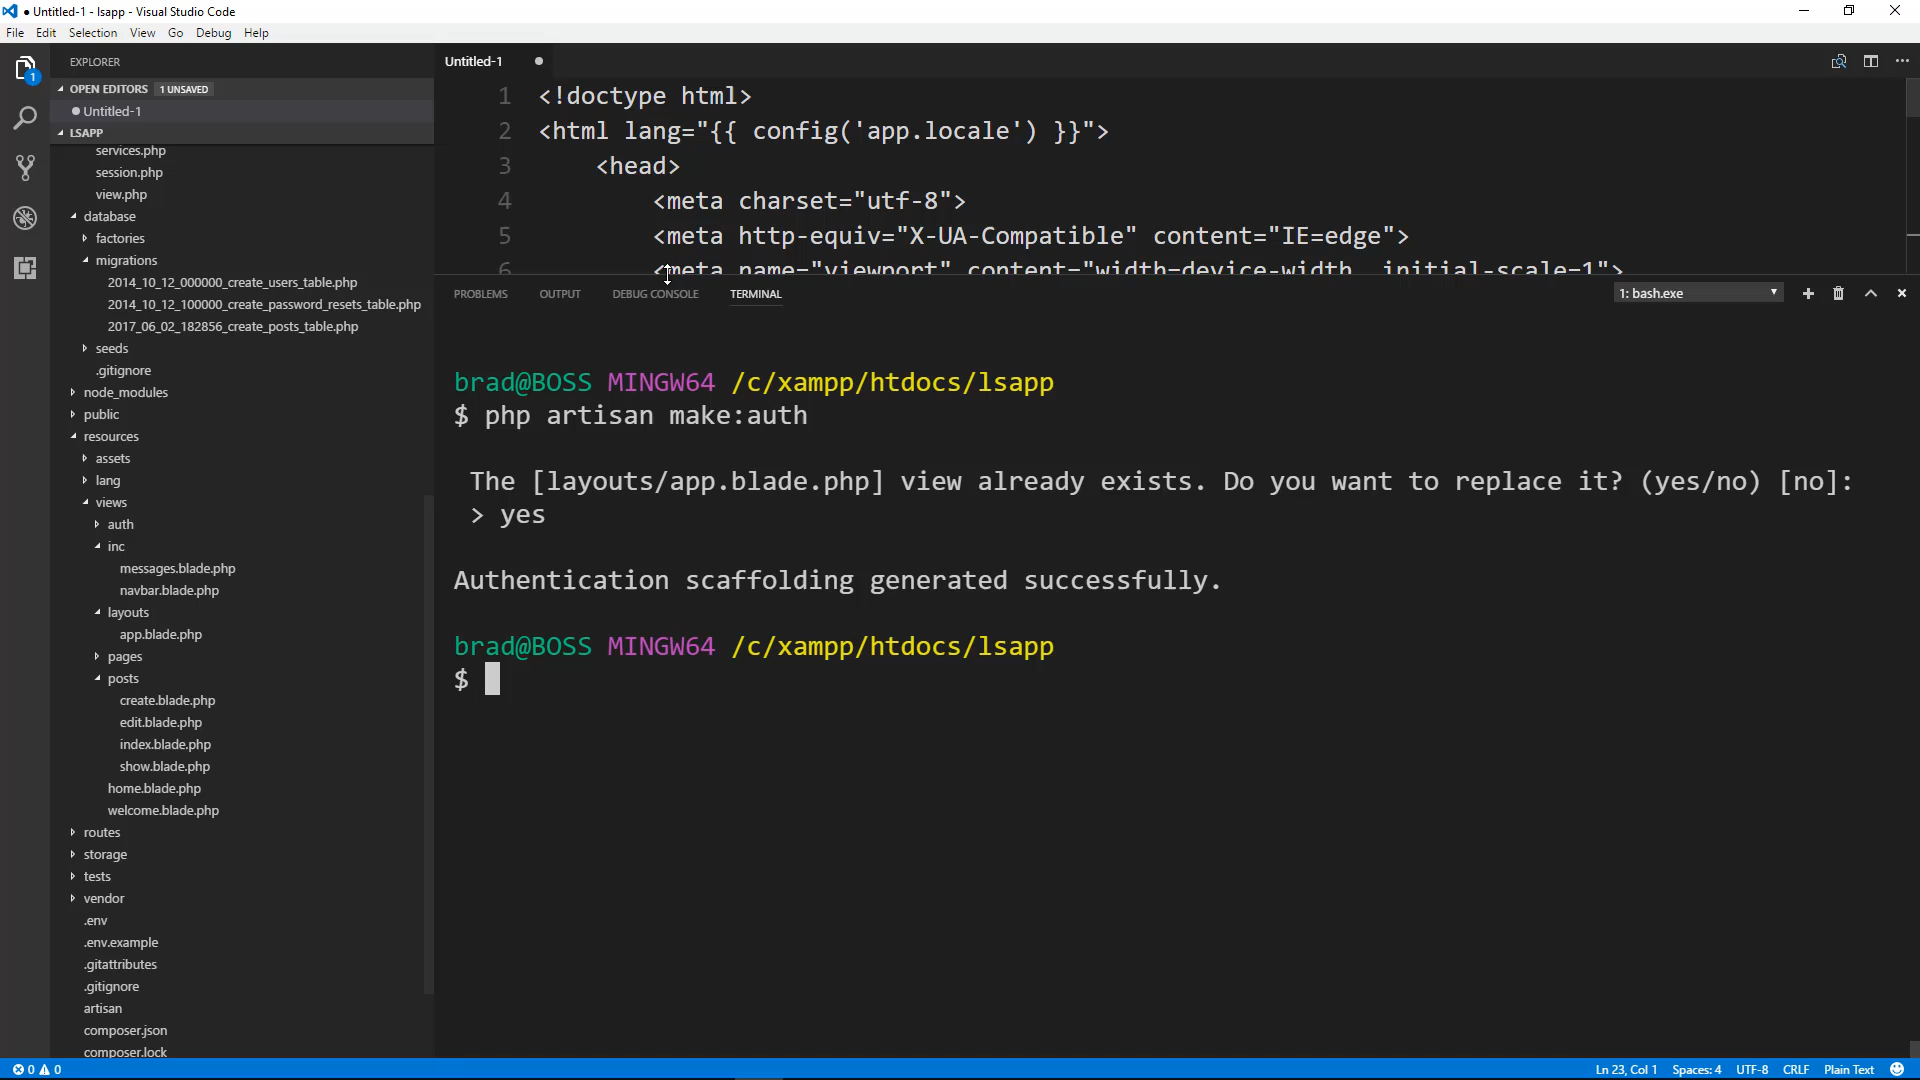 ● Untitled-1 - lsapp - Visual Studio Code
File Edit Selection View Go Debug Help
EXPLORER
OPEN EDITORS 1 UNSAVED
Untitled-1
LSAPP
services.php
session.php
view.php
database
factories
migrations
2014_10_12_000000_create_users_table.php
2014_10_12_100000_create_password_resets_table.php
2017_06_02_182856_create_posts_table.php
seeds
.gitignore
node_modules
public
resources
assets
lang
views
auth
inc
messages.blade.php
navbar.blade.php
layouts
app.blade.php
pages
posts
create.blade.php
edit.blade.php
index.blade.php
show.blade.php
home.blade.php
welcome.blade.php
routes
storage
tests
vendor
.env
.env.example
.gitattributes
.gitignore
artisan
composer.json
composer.lock
1
Untitled-1
1 <!doctype html>
2 <html lang="{{ config('app.locale') }}">
3 <head>
4 <meta charset="utf-8">
5 <meta http-equiv="X-UA-Compatible" content="IE=edge">
6 <meta name="viewport" content="width=device-width, initial-scale=1">
PROBLEMS OUTPUT DEBUG CONSOLE TERMINAL 1: bash.exe
brad@BOSS MINGW64 /c/xampp/htdocs/lsapp
$ php artisan make:auth
The [layouts/app.blade.php] view already exists. Do you want to replace it? (yes/no) [no]:
> yes
Authentication scaffolding generated successfully.
brad@BOSS MINGW64 /c/xampp/htdocs/lsapp
$
0 0 Ln 23, Col 1 Spaces: 4 UTF-8 CRLF Plain Text